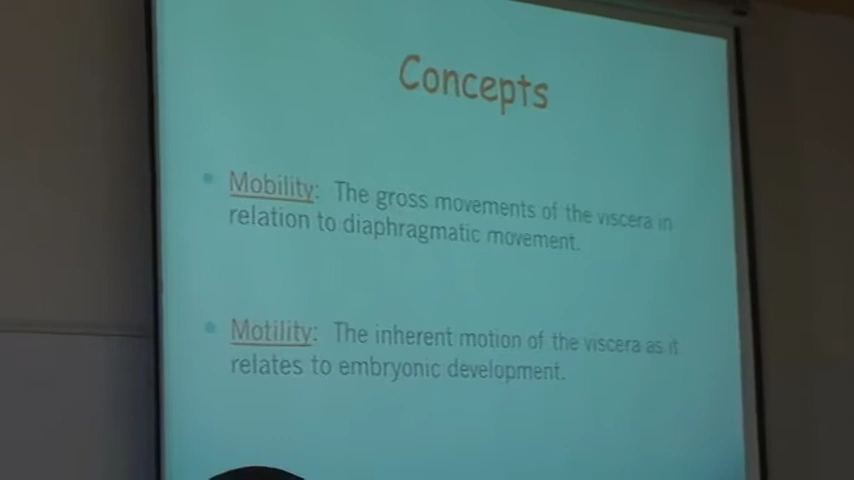 Concepts
• Mobility: The gross movements of the viscera in
relation to diaphragmatic movement.
• Motility: The inherent motion of the viscera as it
relates to embryonic development.